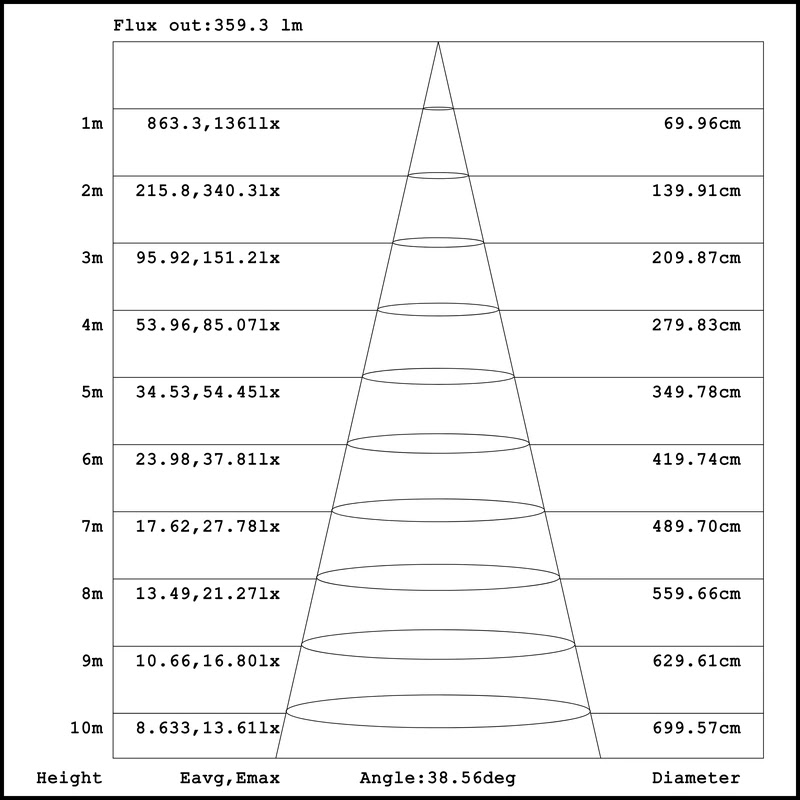 Flux out:359.3 lm
1m 863.3,1361lx 69.96cm
2m 215.8,340.3lx 139.91cm
3m 95.92,151.2lx 209.87cm
4m 53.96,85.07lx 279.83cm
5m 34.53,54.45lx 349.78cm
6m 23.98,37.81lx 419.74cm
7m 17.62,27.78lx 489.70cm
8m 13.49,21.27lx 559.66cm
9m 10.66,16.80lx 629.61cm
10m 8.633,13.61lx 699.57cm
Height Eavg,Emax Angle:38.56deg Diameter